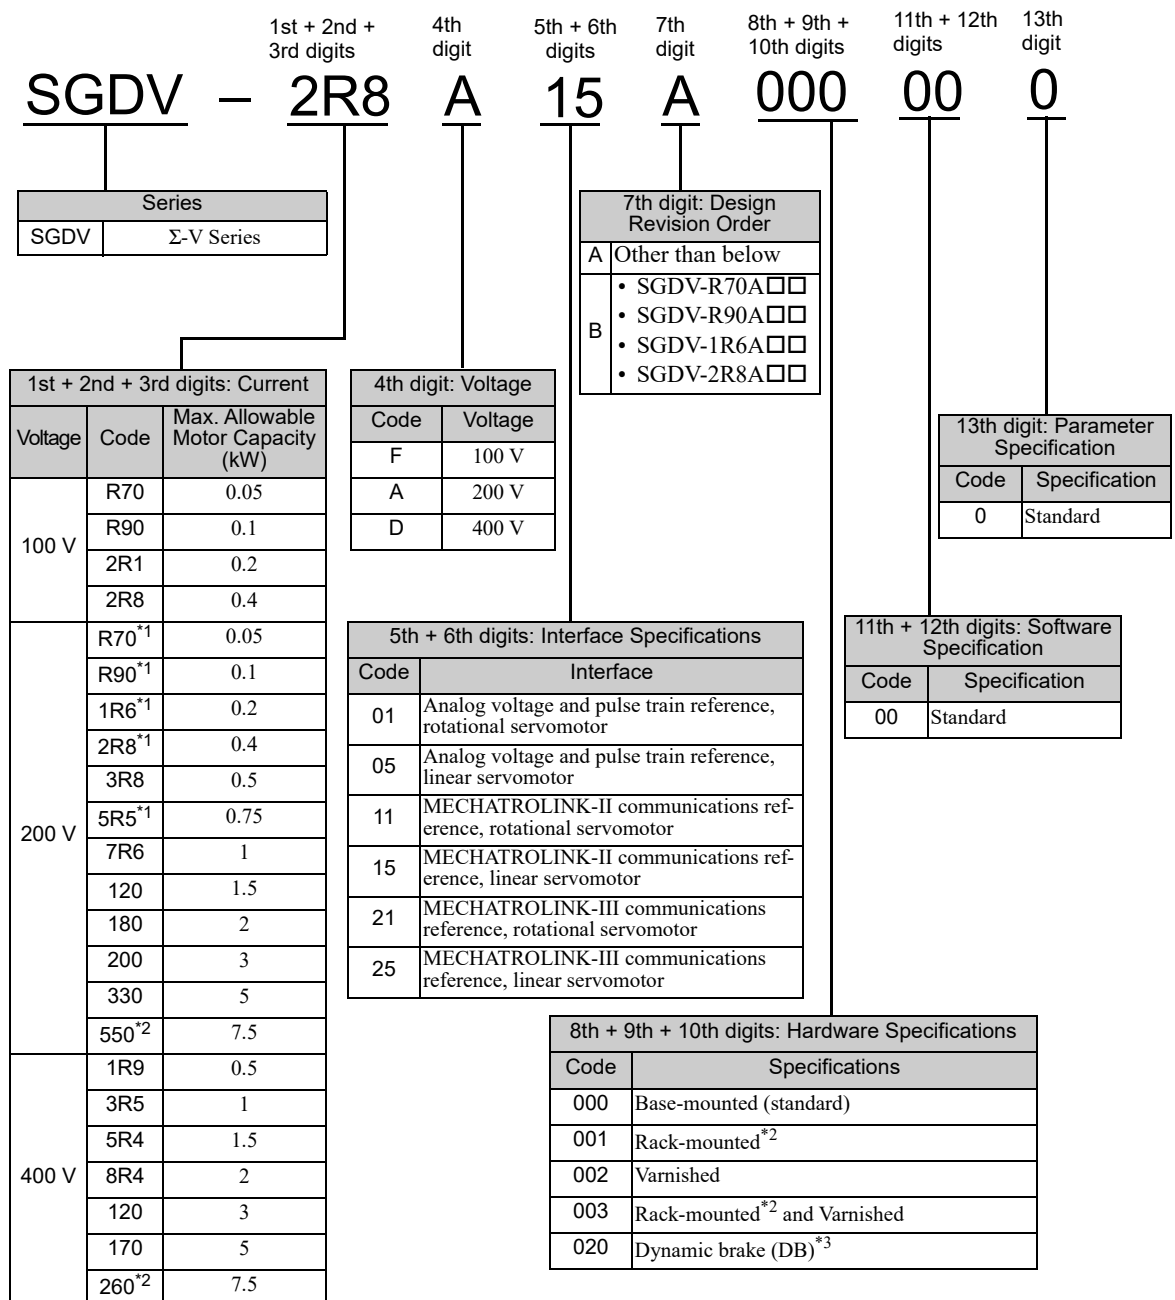 1st + 2nd +
3rd digits
4th
digit
5th + 6th
digits
7th
digit
8th + 9th +
10th digits
11th + 12th
digits
13th
digit
SGDV – 2R8 A 15 A 000 00 0
Series
SGDV Σ-V Series
7th digit: Design
Revision Order
A Other than below
B
• SGDV-R70A□□
• SGDV-R90A□□
• SGDV-1R6A□□
• SGDV-2R8A□□
1st + 2nd + 3rd digits: Current
Voltage Code Max. Allowable
Motor Capacity
(kW)
100 V
R70 0.05
R90 0.1
2R1 0.2
2R8 0.4
200 V
R70*1 0.05
R90*1 0.1
1R6*1 0.2
2R8*1 0.4
3R8 0.5
5R5*1 0.75
7R6 1
120 1.5
180 2
200 3
330 5
550*2 7.5
400 V
1R9 0.5
3R5 1
5R4 1.5
8R4 2
120 3
170 5
260*2 7.5
4th digit: Voltage
Code Voltage
F 100 V
A 200 V
D 400 V
13th digit: Parameter
Specification
Code Specification
0 Standard
5th + 6th digits: Interface Specifications
Code Interface
01 Analog voltage and pulse train reference,
rotational servomotor
05 Analog voltage and pulse train reference,
linear servomotor
11 MECHATROLINK-II communications ref-
erence, rotational servomotor
15 MECHATROLINK-II communications ref-
erence, linear servomotor
21 MECHATROLINK-III communications
reference, rotational servomotor
25 MECHATROLINK-III communications
reference, linear servomotor
11th + 12th digits: Software
Specification
Code Specification
00 Standard
8th + 9th + 10th digits: Hardware Specifications
Code Specifications
000 Base-mounted (standard)
001 Rack-mounted*2
002 Varnished
003 Rack-mounted*2 and Varnished
020 Dynamic brake (DB)*3